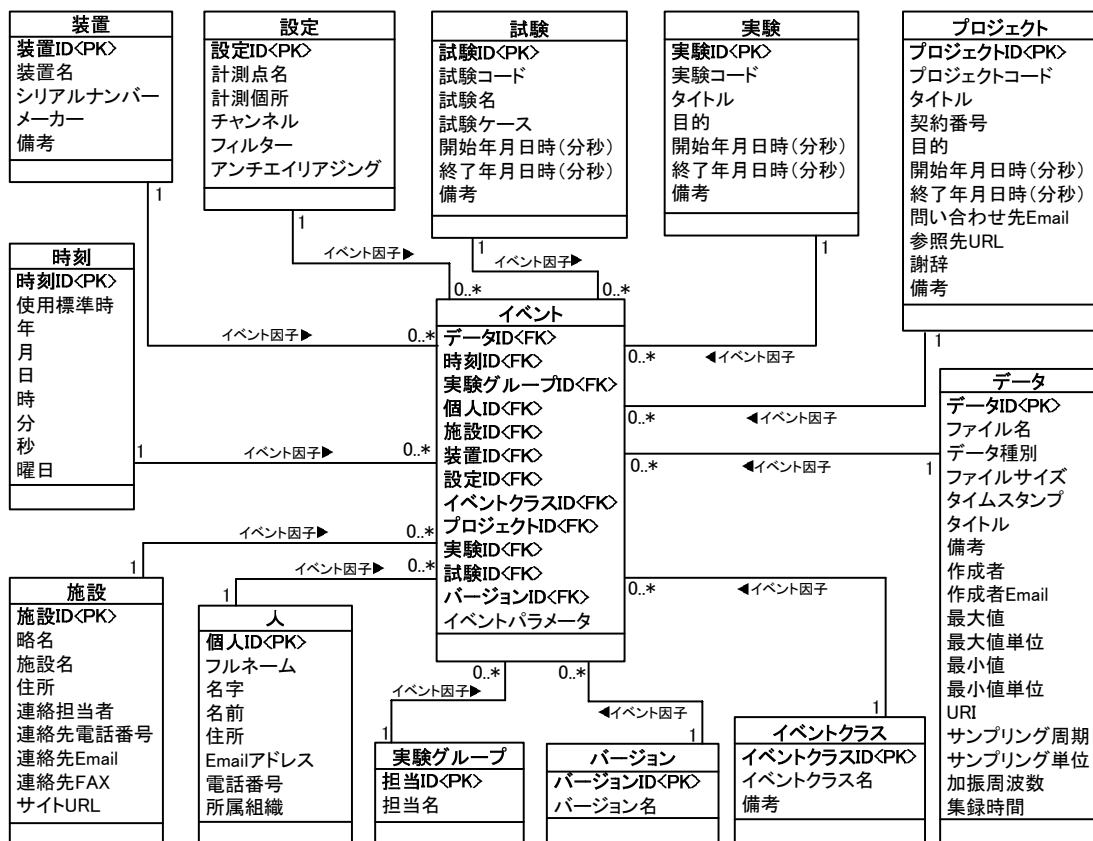 装置
装置ID<PK>
装置名
シリアルナンバー
メーカー
備考
1
設定
設定ID<PK>
計測点名
計測個所
チャンネル
フィルター
アンチエイリアジング
1
試験
試験ID<PK>
試験コード
試験名
試験ケース
開始年月日時(分秒)
終了年月日時(分秒)
備考
1
実験
実験ID<PK>
実験コード
タイトル
目的
開始年月日時(分秒)
終了年月日時(分秒)
備考
1
プロジェクト
プロジェクトID<PK>
プロジェクトコード
タイトル
契約番号
目的
開始年月日時(分秒)
終了年月日時(分秒)
問い合わせ先Email
参照先URL
謝辞
備考
1
イベント因子▶
0..*
イベント因子▶
0..*
時刻
時刻ID<PK>
使用標準時
年
月
日
時
分
秒
曜日
1
イベント因子▶
0..*
イベント因子▶
0..*
イベント因子▶
0..*
イベント因子▶
0..*
イベント
データID<FK>
時刻ID<FK>
実験グループID<FK>
個人ID<FK>
施設ID<FK>
装置ID<FK>
設定ID<FK>
イベントクラスID<FK>
プロジェクトID<FK>
実験ID<FK>
試験ID<FK>
バージョンID<FK>
イベントパラメータ
0..*
◀イベント因子
0..*
◀イベント因子
0..*
◀イベント因子
0..*
◀イベント因子
データ
データID<PK>
ファイル名
データ種別
ファイルサイズ
タイムスタンプ
タイトル
備考
作成者
作成者Email
最大値
最大値単位
最小値
最小値単位
URI
サンプリング周期
サンプリング単位
加振周波数
集録時間
1
1
施設
施設ID<PK>
略名
施設名
住所
連絡担当者
連絡先電話番号
連絡先Email
連絡先FAX
サイトURL
1
人
個人ID<PK>
フルネーム
名字
名前
住所
Emailアドレス
電話番号
所属組織
0..*
イベント因子▶
1
実験グループ
担当ID<PK>
担当名
0..*
◀イベント因子
1
バージョン
バージョンID<PK>
バージョン名
1
イベントクラス
イベントクラスID<PK>
イベントクラス名
備考